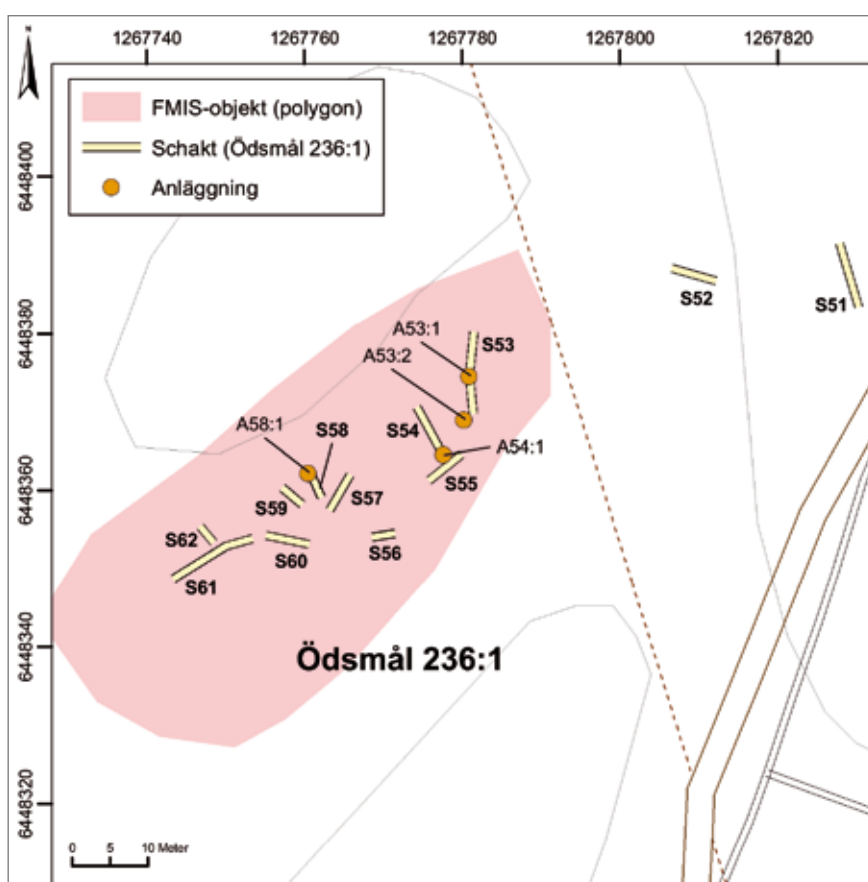 1267740 1267760 1267780 1267800 1267820
N
FMIS-objekt (polygon)
Schakt (Ödsmål 236:1)
Anläggning
6448400
6448380
6448360
6448340
6448320
S52
S51
A53:1
S53
A53:2
A58:1
S58
S54
A54:1
S55
S59
S57
S62
S60
S56
S61
Ödsmål 236:1
0 10 Meter